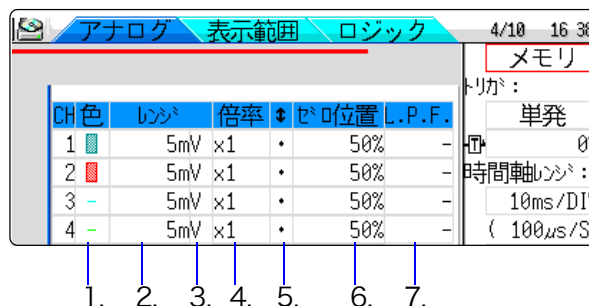 アナログ 表示範囲 ロジック 4/10 16 38
メモリ
トリガ:
単発
T 0
時間軸レンジ:
10ms/DI
( 100µs/S
CH 色 レンジ 倍率 ↕ ゼロ位置 L.P.F.
1 5mV ×1 • 50% -
2 5mV ×1 • 50% -
3 - 5mV ×1 • 50% -
4 - 5mV ×1 • 50% -
1. 2. 3. 4. 5. 6. 7.